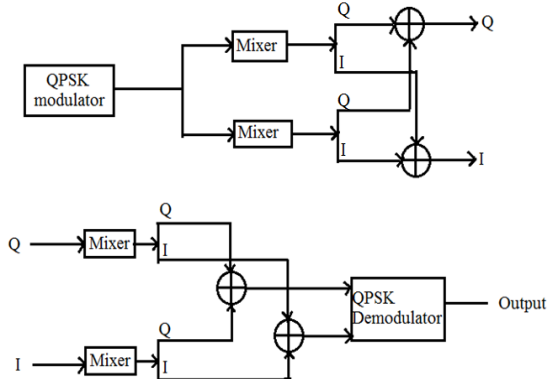 Q
Q
Mixer
I
QPSK
modulator
Q
Mixer
I
I
Q
Q
Mixer
I
QPSK
Demodulator
Output
Q
I
Mixer
I